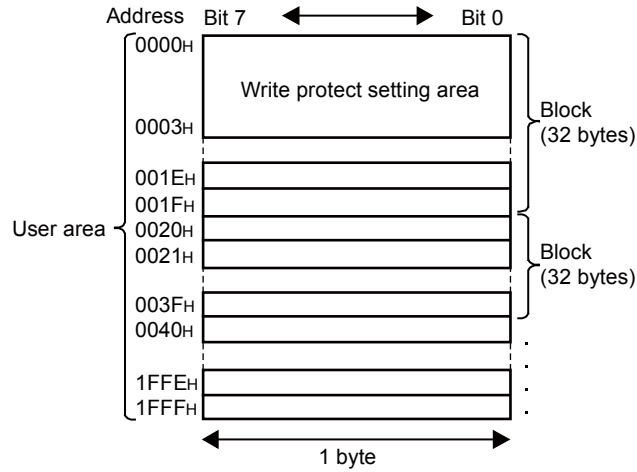 Address Bit 7 Bit 0
0000H
Write protect setting area
Block
(32 bytes)
0003H
001EH
001FH
User area
0020H
0021H
Block
(32 bytes)
003FH
0040H
1FFEH
1FFFH
1 byte